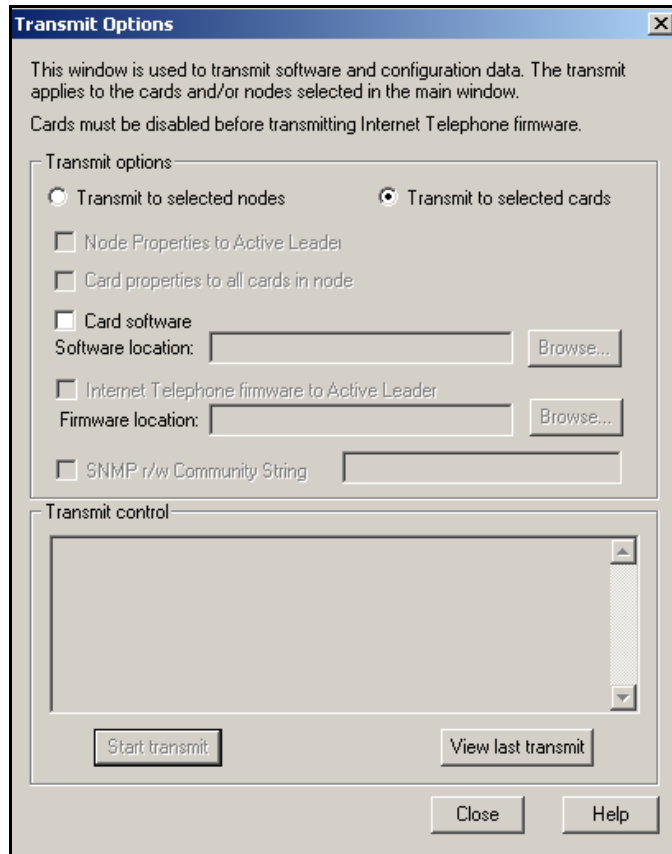 Transmit Options
This window is used to transmit software and configuration data. The transmit
applies to the cards and/or nodes selected in the main window.
Cards must be disabled before transmitting Internet Telephone firmware.
Transmit options
Transmit to selected nodes
Transmit to selected cards
Node Properties to Active Leader
Card properties to all cards in node
Card software
Software location:
Browse...
Internet Telephone firmware to Active Leader
Firmware location:
Browse...
SNMP r/w Community String
Transmit control
Start transmit
View last transmit
Close
Help